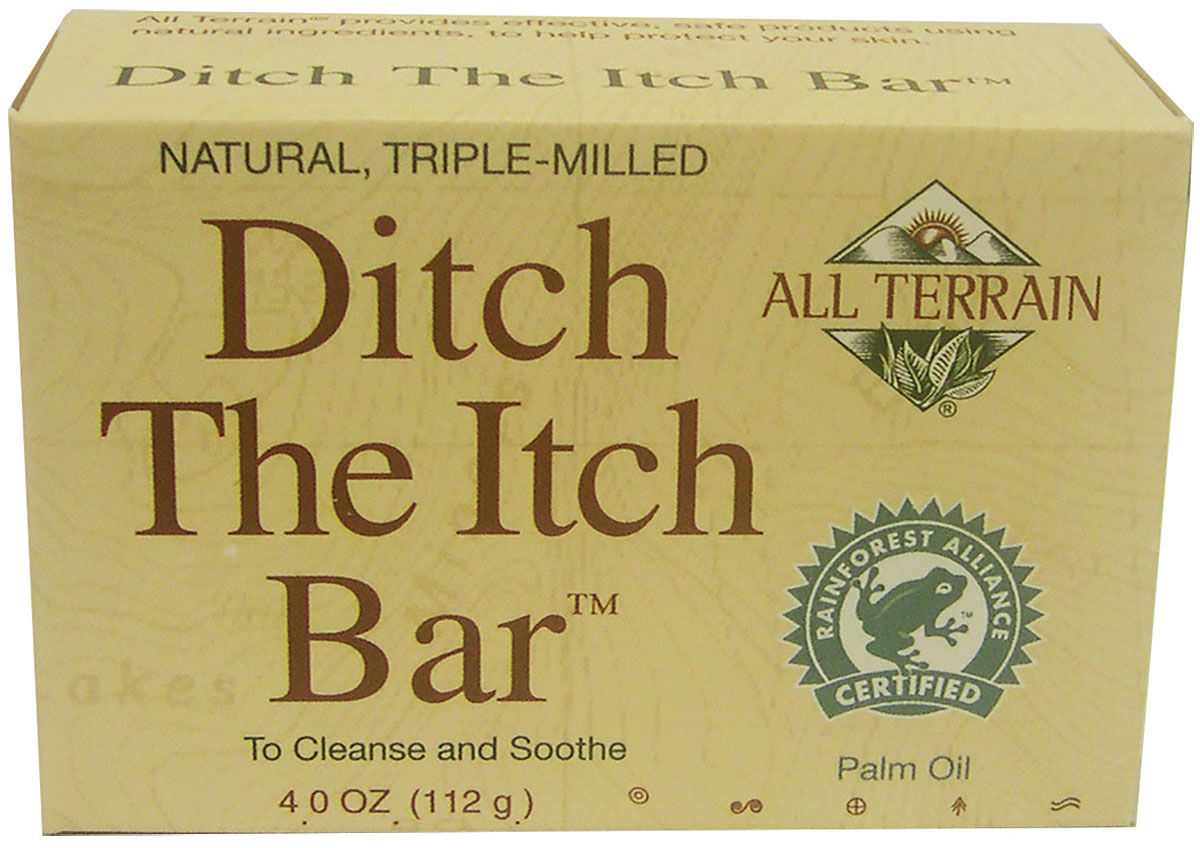 All Terrain® provides effective, safe products using
natural ingredients, to help protect your skin.
Ditch The Itch Bar™
NATURAL, TRIPLE-MILLED
Ditch
The Itch
Bar™
To Cleanse and Soothe
4.0 OZ. (112 g.)
ALL TERRAIN
®
RAINFOREST ALLIANCE
CERTIFIED
™
Palm Oil
akes